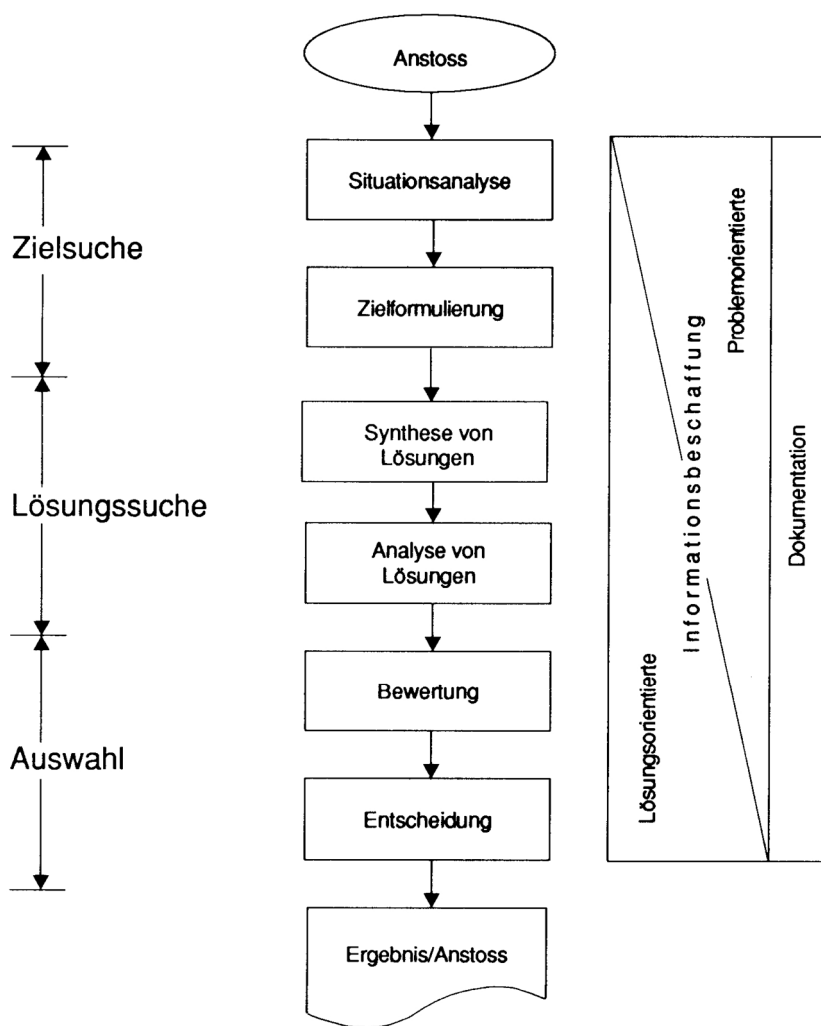 Anstoss
Situationsanalyse
Zielsuche
Zielformulierung
Synthese von
Lösungen
Lösungssuche
Analyse von
Lösungen
Bewertung
Auswahl
Entscheidung
Ergebnis/Anstoss
Lösungsorientierte
Informationsbeschaffung
Problemorientierte
Dokumentation